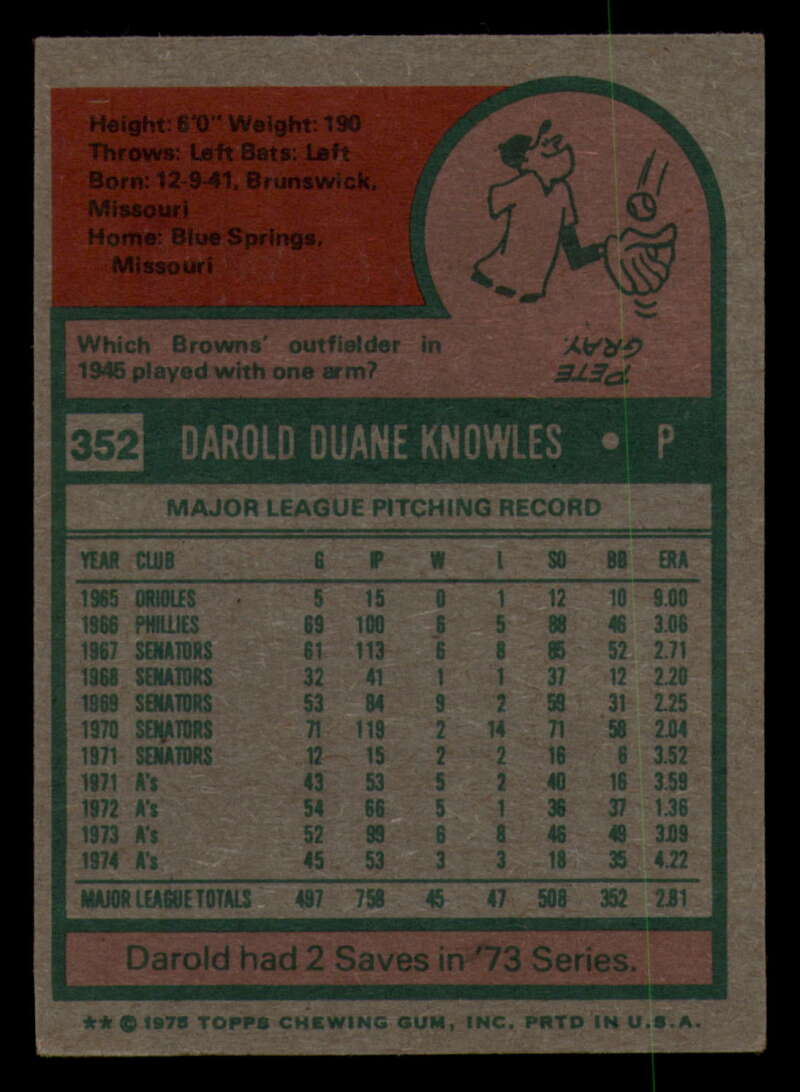 Height: 6'0" Weight: 190
Throws: Left Bats: Left
Born: 12-9-41, Brunswick,
Missouri
Home: Blue Springs,
Missouri
Which Browns' outfielder in
1945 played with one arm?
PETE
GRAY.
352 DAROLD DUANE KNOWLES • P
MAJOR LEAGUE PITCHING RECORD
YEAR CLUB G IP W L SO BB ERA
1965 ORIOLES 5 15 0 1 12 10 9.00
1966 PHILLIES 69 100 6 5 88 46 3.06
1967 SENATORS 61 113 6 8 85 52 2.71
1968 SENATORS 32 41 1 1 37 12 2.20
1969 SENATORS 53 84 9 2 59 31 2.25
1970 SENATORS 71 119 2 14 71 58 2.04
1971 SENATORS 12 15 2 2 16 6 3.52
1971 A's 43 53 5 2 40 16 3.59
1972 A's 54 66 5 1 36 37 1.36
1973 A's 52 99 6 8 46 49 3.09
1974 A's 45 53 3 3 18 35 4.22
MAJOR LEAGUE TOTALS 497 758 45 47 508 352 2.81
Darold had 2 Saves in '73 Series.
** © 1975 TOPPS CHEWING GUM, INC. PRTD IN U.S.A.